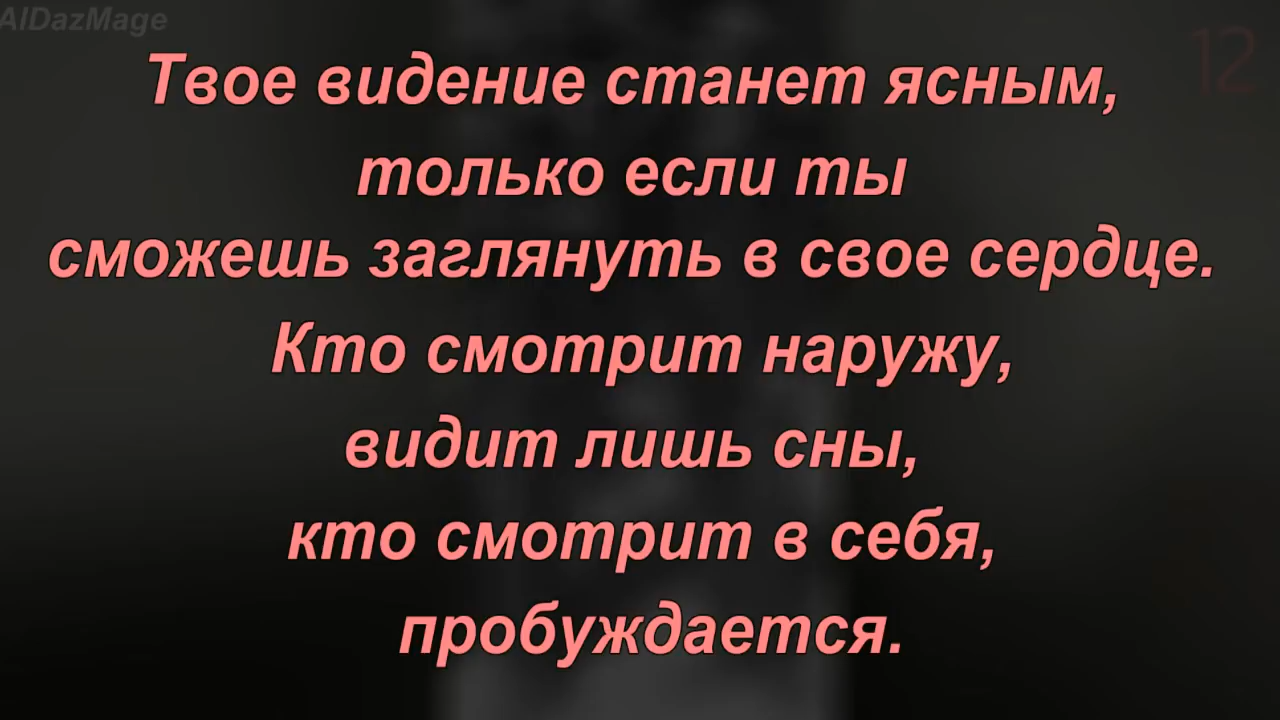 AIDazMage
12
Твое видение станет ясным,
только если ты
сможешь заглянуть в свое сердце.
Кто смотрит наружу,
видит лишь сны,
кто смотрит в себя,
пробуждается.